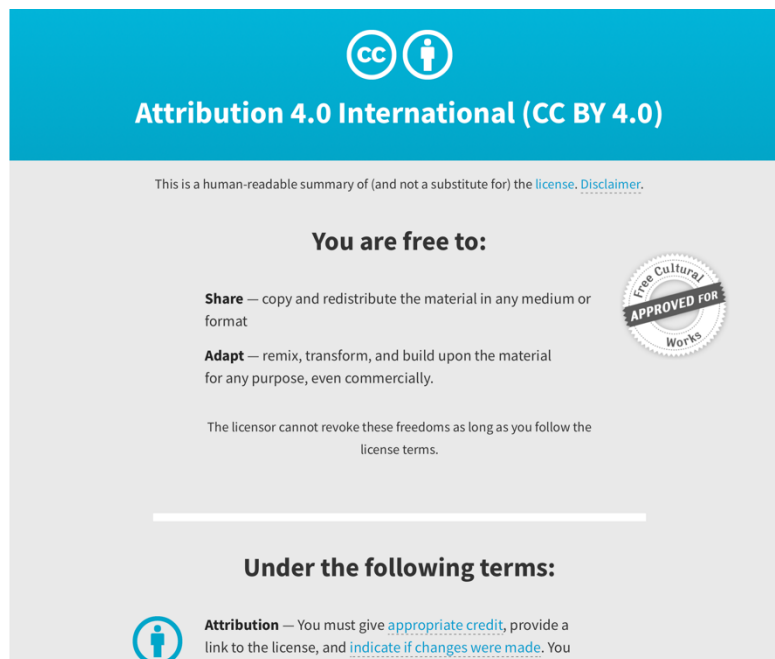 cc
Attribution 4.0 International (CC BY 4.0)
This is a human-readable summary of (and not a substitute for) the license. Disclaimer.
You are free to:
Share — copy and redistribute the material in any medium or
format
Adapt — remix, transform, and build upon the material
for any purpose, even commercially.
Free Cultural
APPROVED FOR
Works
The licensor cannot revoke these freedoms as long as you follow the
license terms.
Under the following terms:
Attribution — You must give appropriate credit, provide a
link to the license, and indicate if changes were made. You